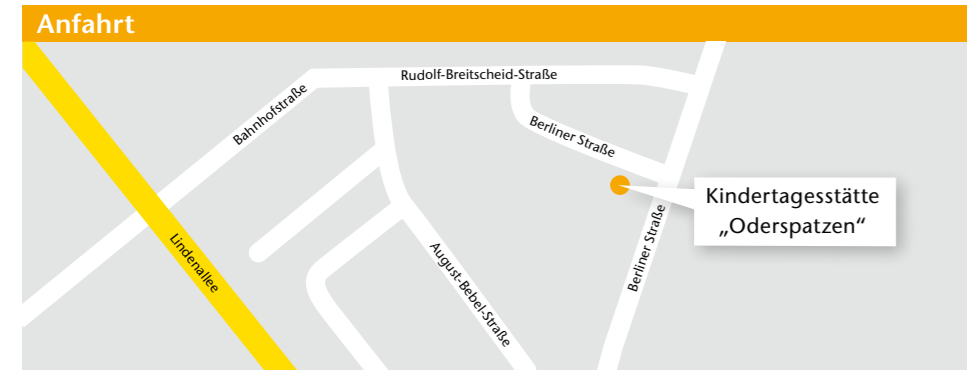 Anfahrt
Rudolf-Breitscheid-Straße
Bahnhofstraße
Berliner Straße
Kindertagesstätte
„Oderspatzen“
Lindenallee
August-Bebel-Straße
Berliner Straße